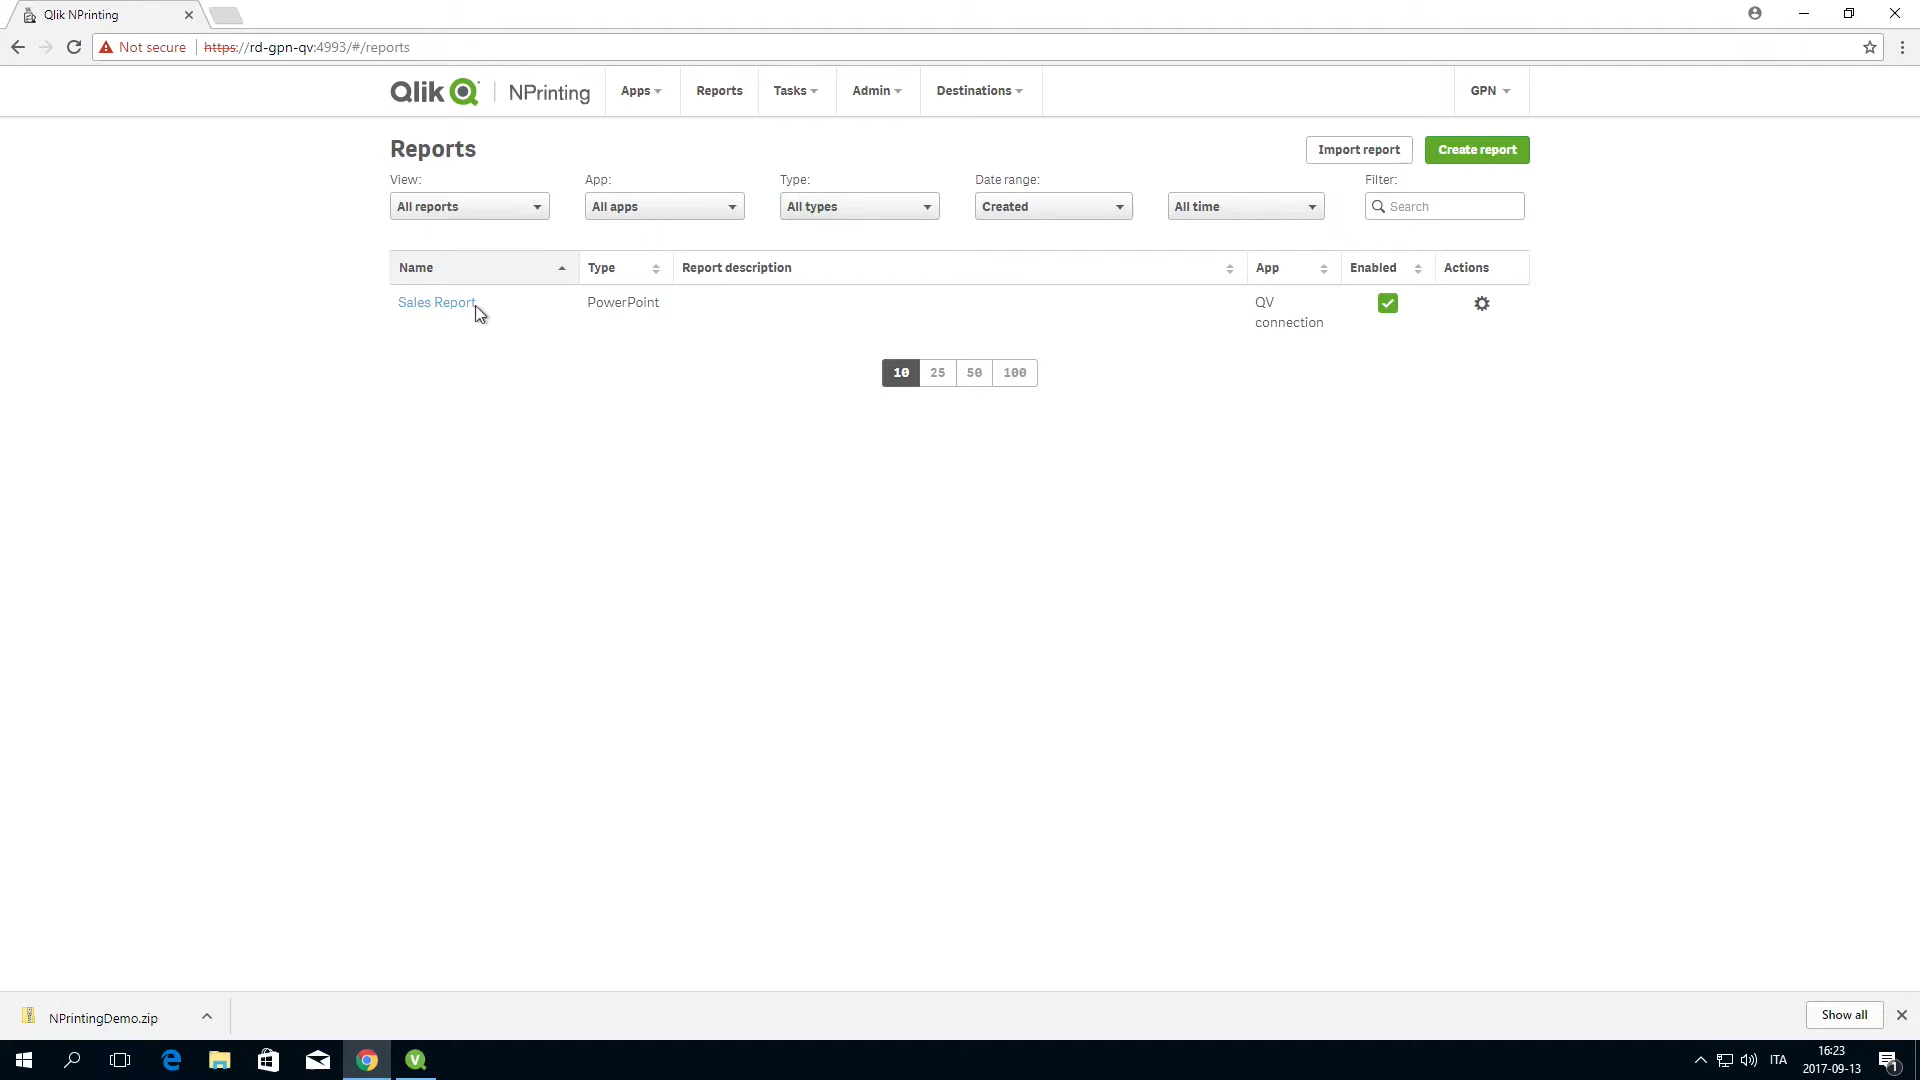 Qlik NPrinting
Not secure https://rd-gpn-qv:4993/#/reports
Qlik NPrinting Apps Reports Tasks Admin Destinations GPN
Reports Import report Create report
View: App: Type: Date range: Filter:
All reports All apps All types Created All time Search
Name Type Report description App Enabled Actions
Sales Report PowerPoint QV
connection
10 25 50 100
NPrintingDemo.zip Show all
ITA 16:23
2017-09-13
1